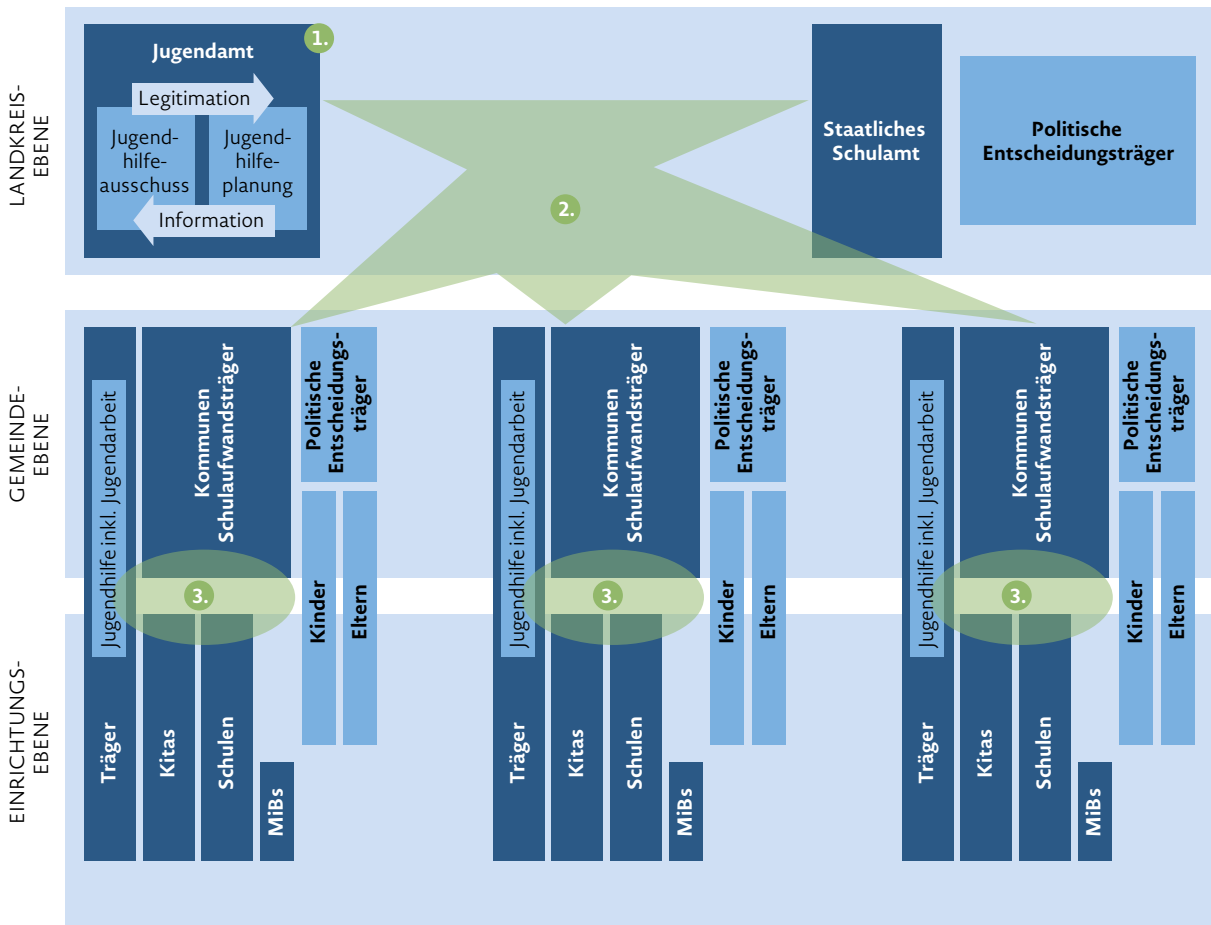 LANDKREIS-
EBENE
Jugendamt
1.
Legitimation
Jugend-
hilfe-
ausschuss
Jugend-
hilfe-
planung
Information
2.
Staatliches
Schulamt
Politische
Entscheidungsträger
GEMEINDE-
EBENE
EINRICHTUNGS-
EBENE
Jugendhilfe inkl. Jugendarbeit
Träger
Kommunen
Schulaufwandsträger
Politische
Entscheidungs-
träger
3.
Kitas
Schulen
MiBs
Kinder
Eltern
Jugendhilfe inkl. Jugendarbeit
Träger
Kommunen
Schulaufwandsträger
Politische
Entscheidungs-
träger
3.
Kitas
Schulen
MiBs
Kinder
Eltern
Jugendhilfe inkl. Jugendarbeit
Träger
Kommunen
Schulaufwandsträger
Politische
Entscheidungs-
träger
3.
Kitas
Schulen
MiBs
Kinder
Eltern